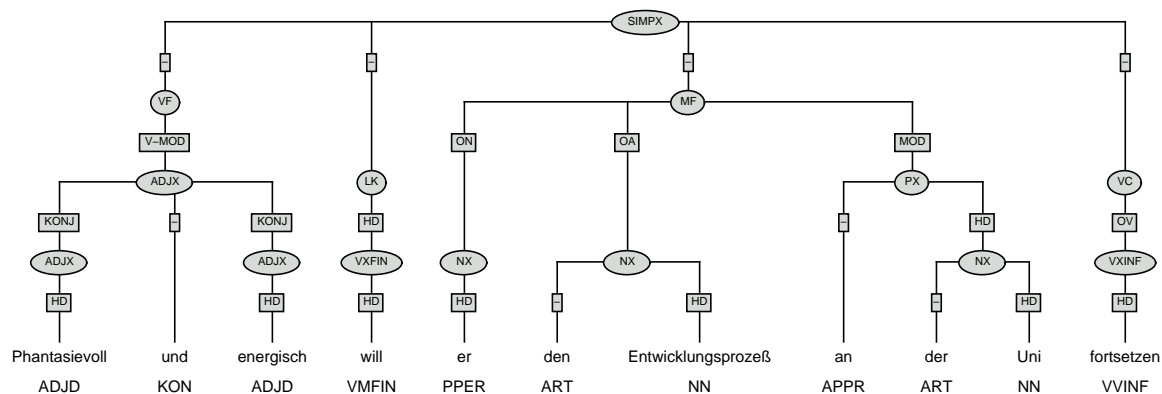 SIMPX
– – – –
VF MF
V–MOD ON OA MOD
ADJX LK PX VC
KONJ – KONJ HD – HD OV
ADJX ADJX VXFIN NX NX NX VXINF
HD HD HD HD – HD – HD HD
Phantasievoll und energisch will er den Entwicklungsprozeß an der Uni fortsetzen
ADJD KON ADJD VMFIN PPER ART NN APPR ART NN VVINF